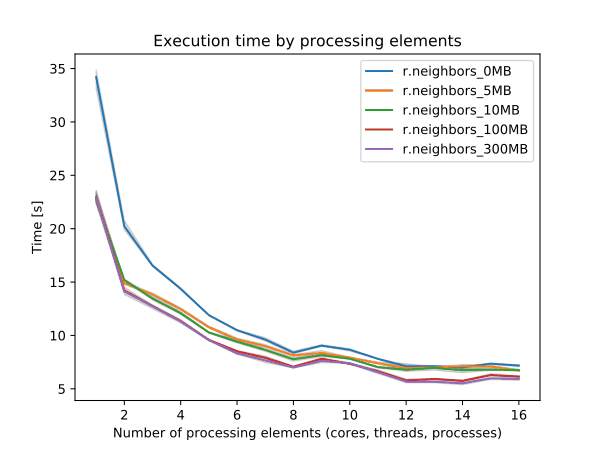 Execution time by processing elements
r.neighbors_0MB
r.neighbors_5MB
r.neighbors_10MB
r.neighbors_100MB
r.neighbors_300MB
Time [s]
35
30
25
20
15
10
5
2 4 6 8 10 12 14 16
Number of processing elements (cores, threads, processes)